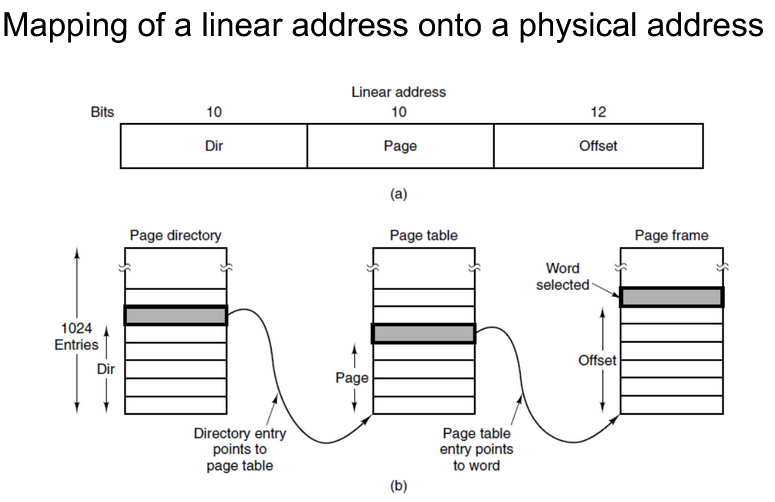 Mapping of a linear address onto a physical address
Linear address
Bits 10 10 12
Dir Page Offset
(a)
Page directory Page table Page frame
Word
selected
1024
Entries
Dir
Page
Offset
Directory entry
points to
page table
Page table
entry points
to word
(b)